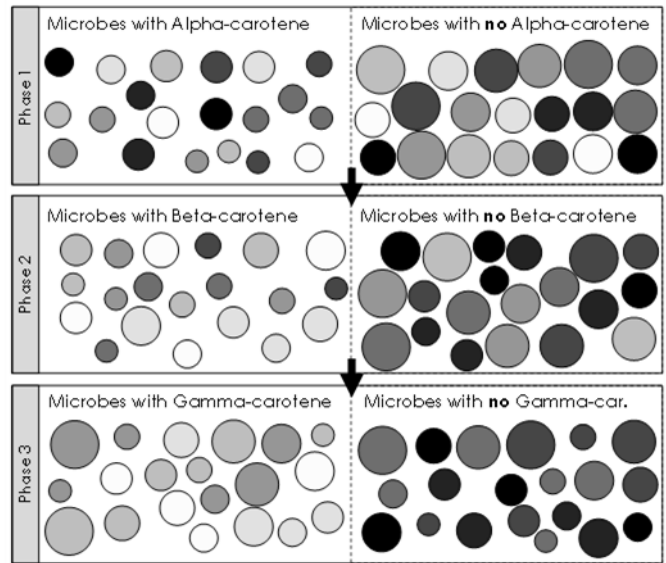 Phase 1
Microbes with Alpha-carotene
Microbes with no Alpha-carotene
Phase 2
Microbes with Beta-carotene
Microbes with no Beta-carotene
Phase 3
Microbes with Gamma-carotene
Microbes with no Gamma-car.